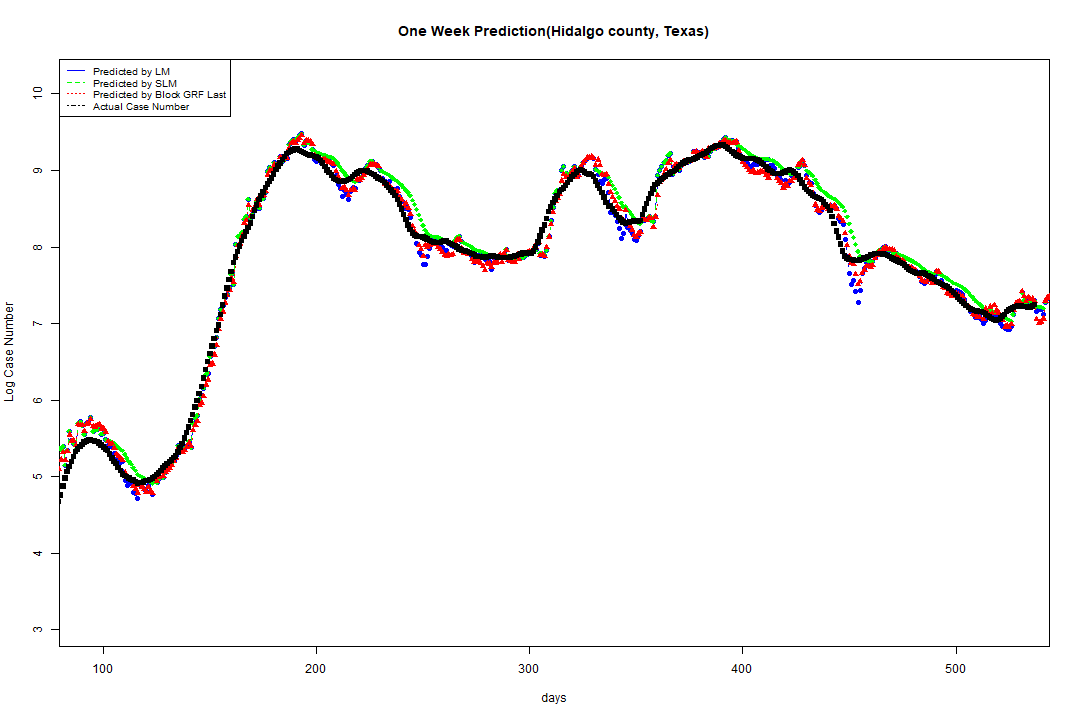 One Week Prediction(Hidalgo county, Texas)
Predicted by LM
Predicted by SLM
Predicted by Block GRF Last
Actual Case Number
10
9
8
7
6
5
4
3
Log Case Number
100 200 300 400 500
days